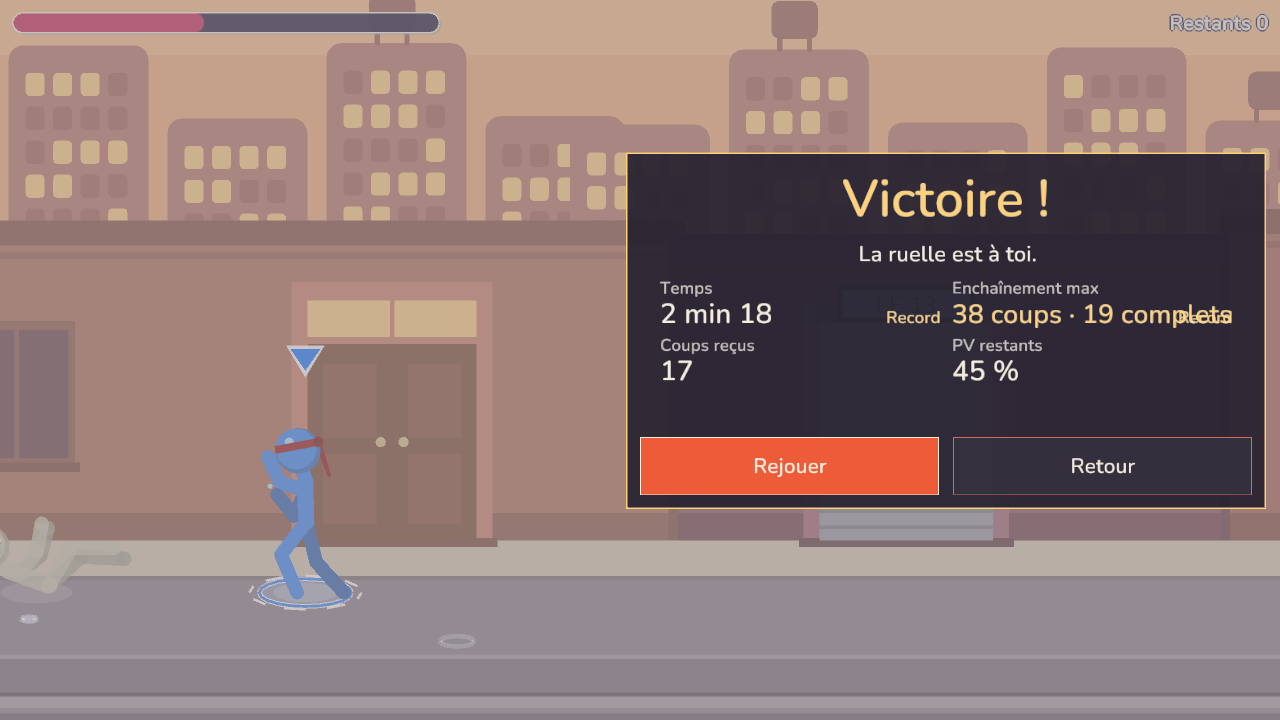 Restants 0
Victoire !
La ruelle est à toi.
Temps
2 min 18 Record
Enchaînement max
38 coups · 19 complets Record
Coups reçus
17
PV restants
45 %
Rejouer
Retour